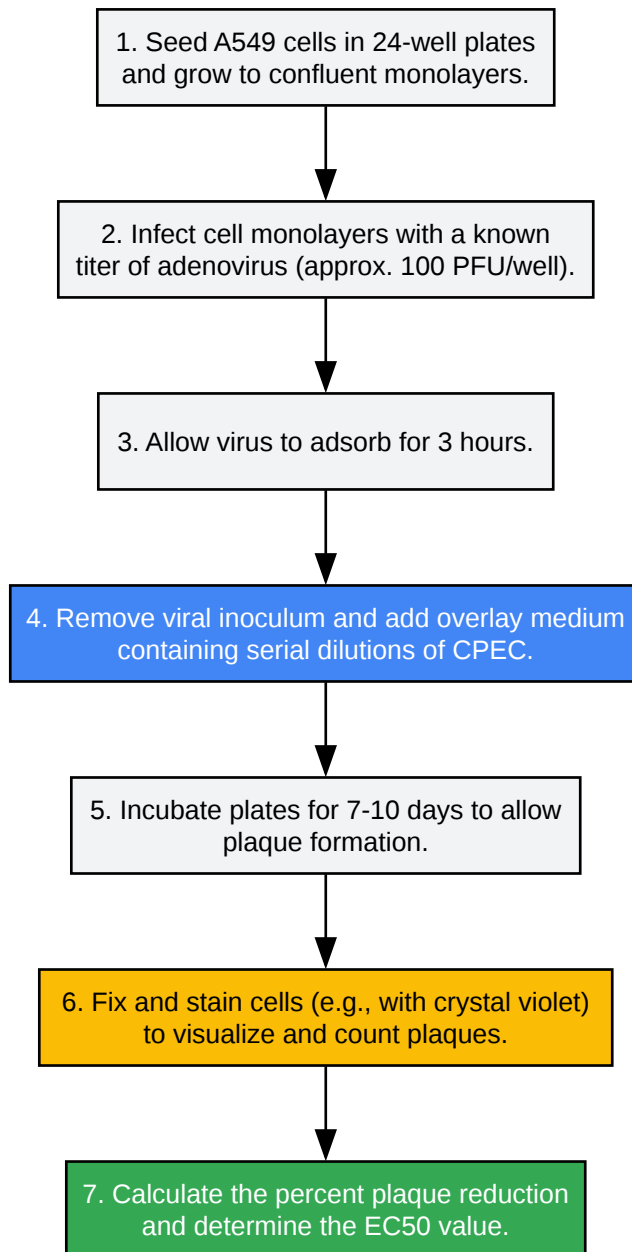 1. Seed A549 cells in 24-well plates
and grow to confluent monolayers.
2. Infect cell monolayers with a known
titer of adenovirus (approx. 100 PFU/well).
3. Allow virus to adsorb for 3 hours.
4. Remove viral inoculum and add overlay medium
containing serial dilutions of CPEC.
5. Incubate plates for 7-10 days to allow
plaque formation.
6. Fix and stain cells (e.g., with crystal violet)
to visualize and count plaques.
7. Calculate the percent plaque reduction
and determine the EC50 value.